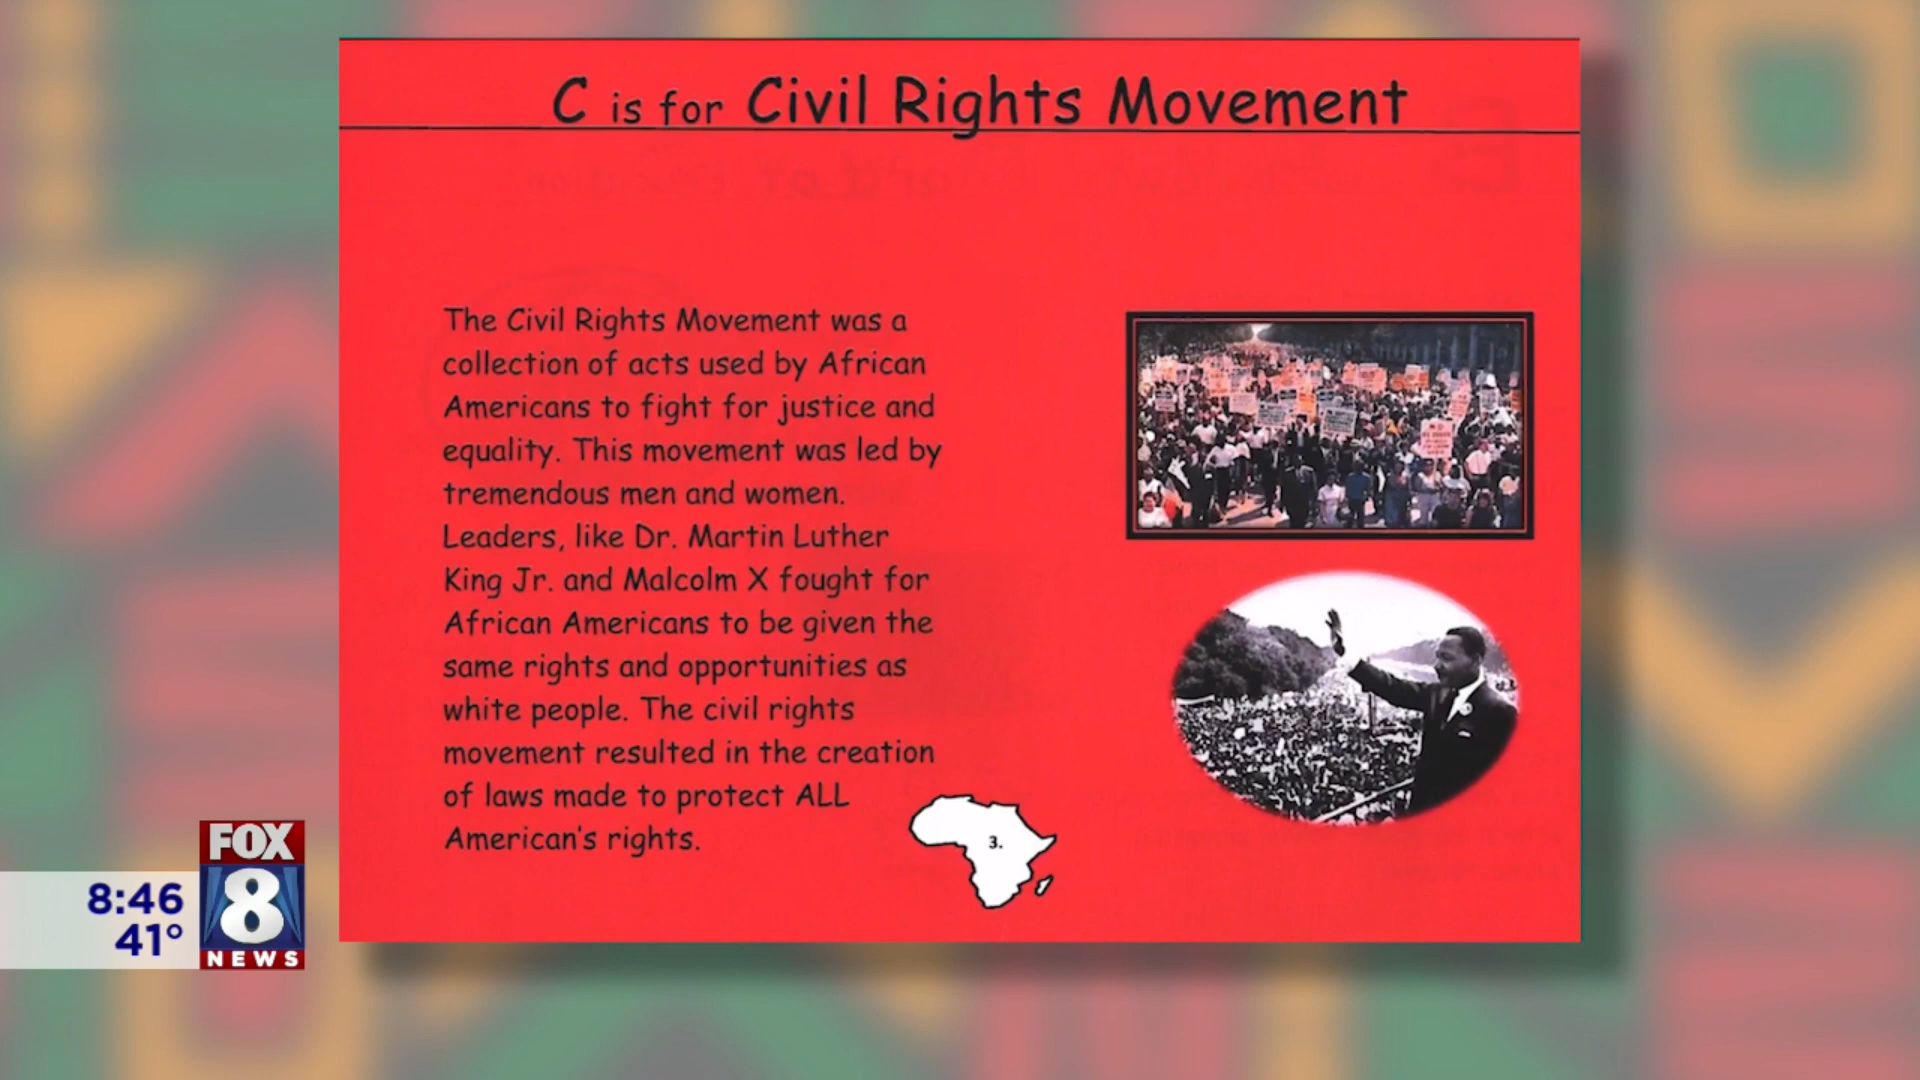 C is for Civil Rights Movement
The Civil Rights Movement was a
collection of acts used by African
Americans to fight for justice and
equality. This movement was led by
tremendous men and women.
Leaders, like Dr. Martin Luther
King Jr. and Malcolm X fought for
African Americans to be given the
same rights and opportunities as
white people. The civil rights
movement resulted in the creation
of laws made to protect ALL
American's rights.
3.
8:46
41°
FOX
8
NEWS